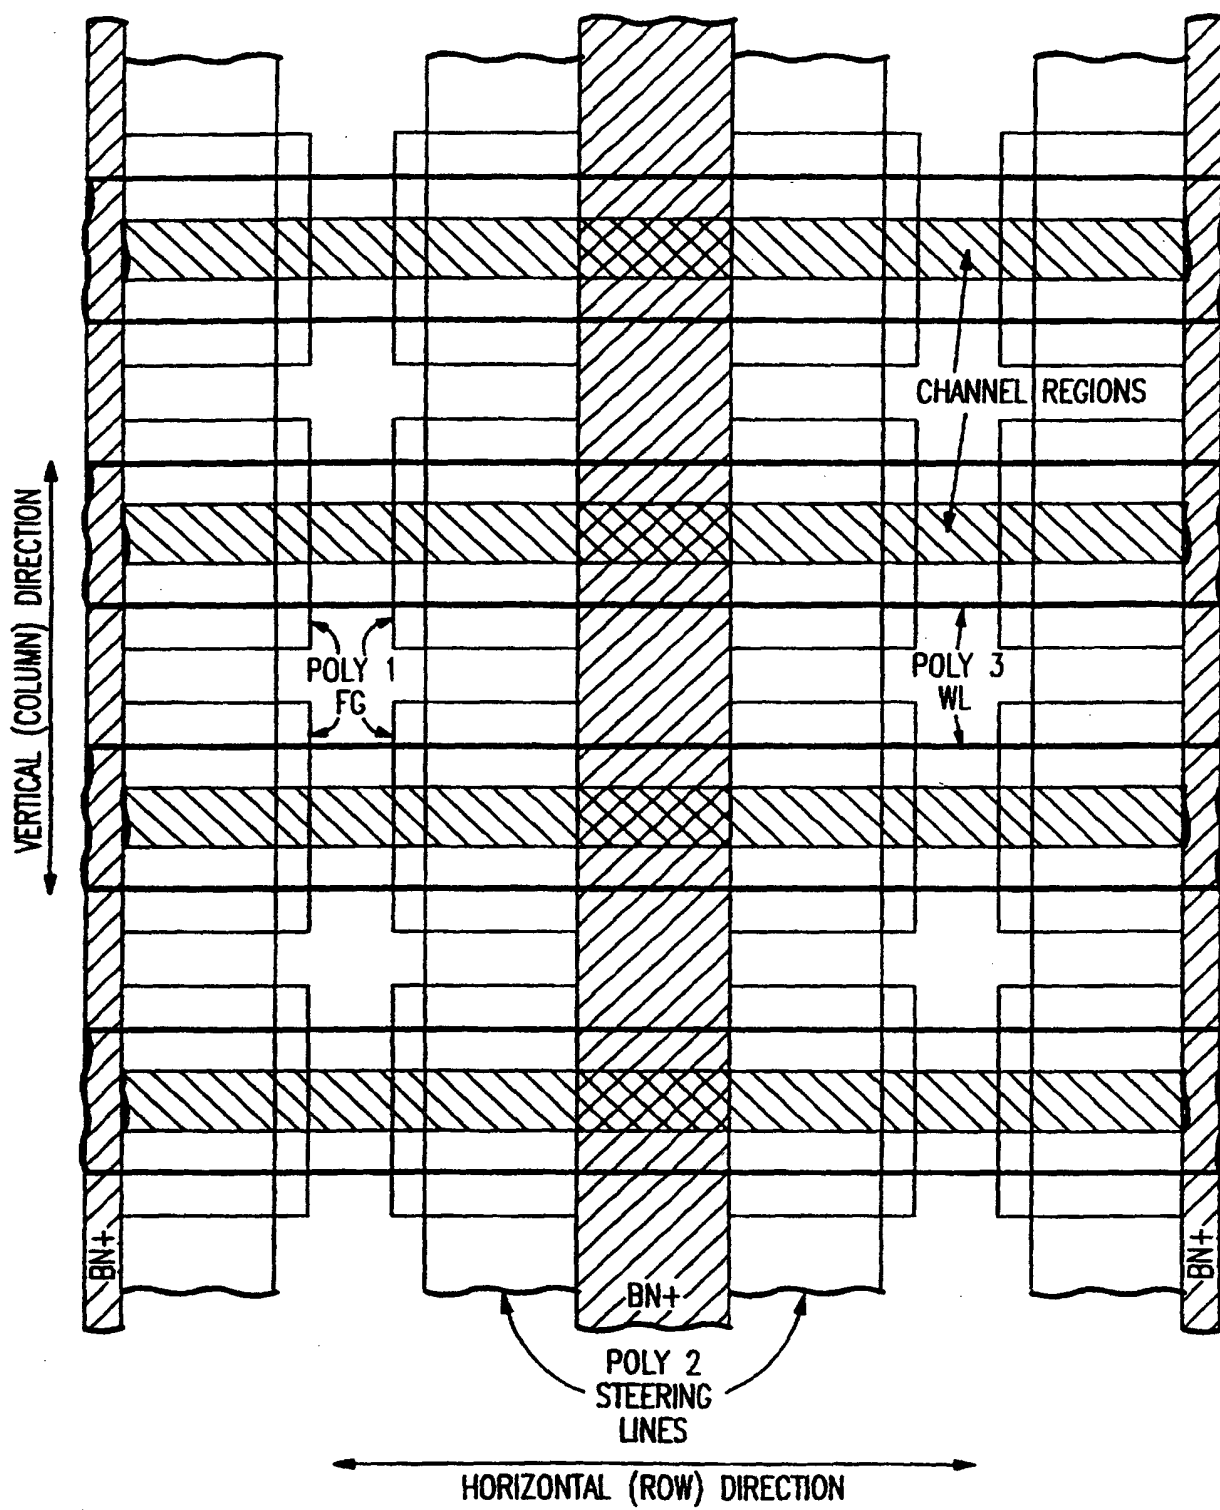 CHANNEL REGIONS
VERTICAL (COLUMN) DIRECTION
POLY 1
FG
POLY 3
WL
BN+
BN+
BN+
POLY 2
STEERING
LINES
HORIZONTAL (ROW) DIRECTION